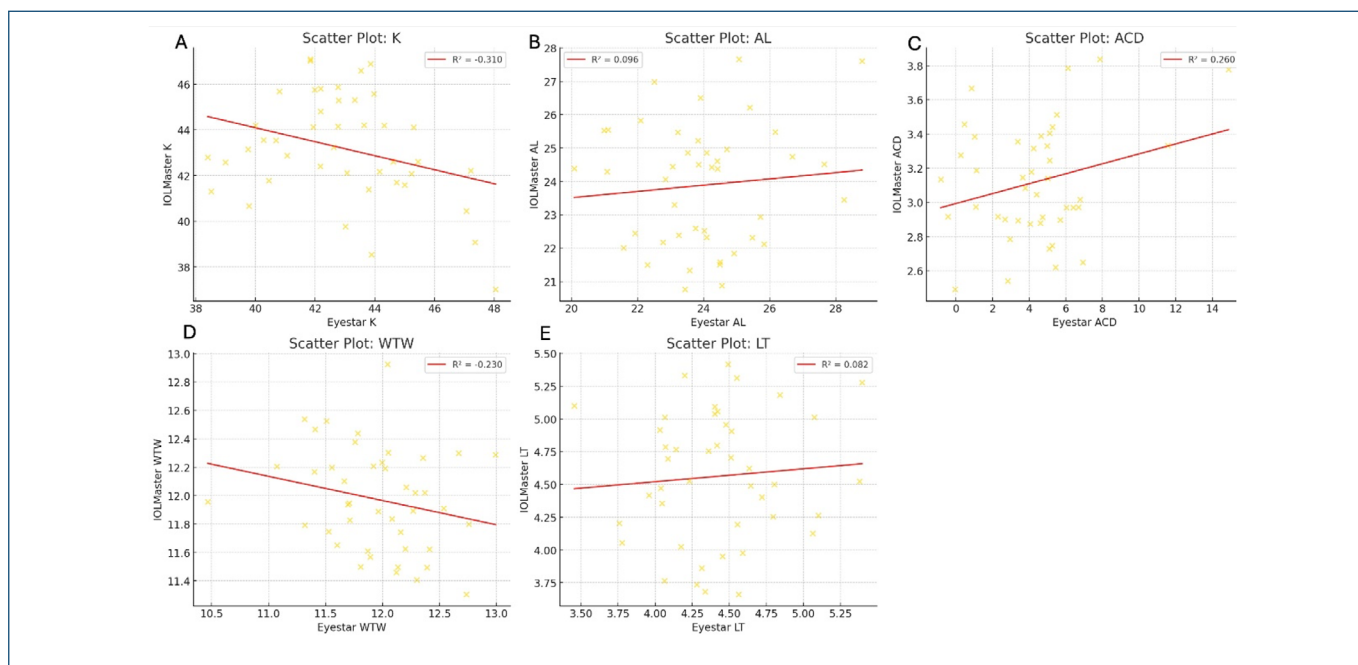 A
Scatter Plot: K
R² = -0.310
IOLMaster K
46
44
42
40
38
38
40
42
44
46
48
Eyestar K
B
Scatter Plot: AL
R² = 0.096
IOLMaster AL
28
27
26
25
24
23
22
21
20
22
24
26
28
Eyestar AL
C
Scatter Plot: ACD
R² = 0.260
IOLMaster ACD
3.8
3.6
3.4
3.2
3.0
2.8
2.6
0
2
4
6
8
10
12
14
Eyestar ACD
D
Scatter Plot: WTW
R² = -0.230
IOLMaster WTW
13.0
12.8
12.6
12.4
12.2
12.0
11.8
11.6
11.4
10.5
11.0
11.5
12.0
12.5
13.0
Eyestar WTW
E
Scatter Plot: LT
R² = 0.082
IOLMaster LT
5.50
5.25
5.00
4.75
4.50
4.25
4.00
3.75
3.50
3.75
4.00
4.25
4.50
4.75
5.00
5.25
Eyestar LT